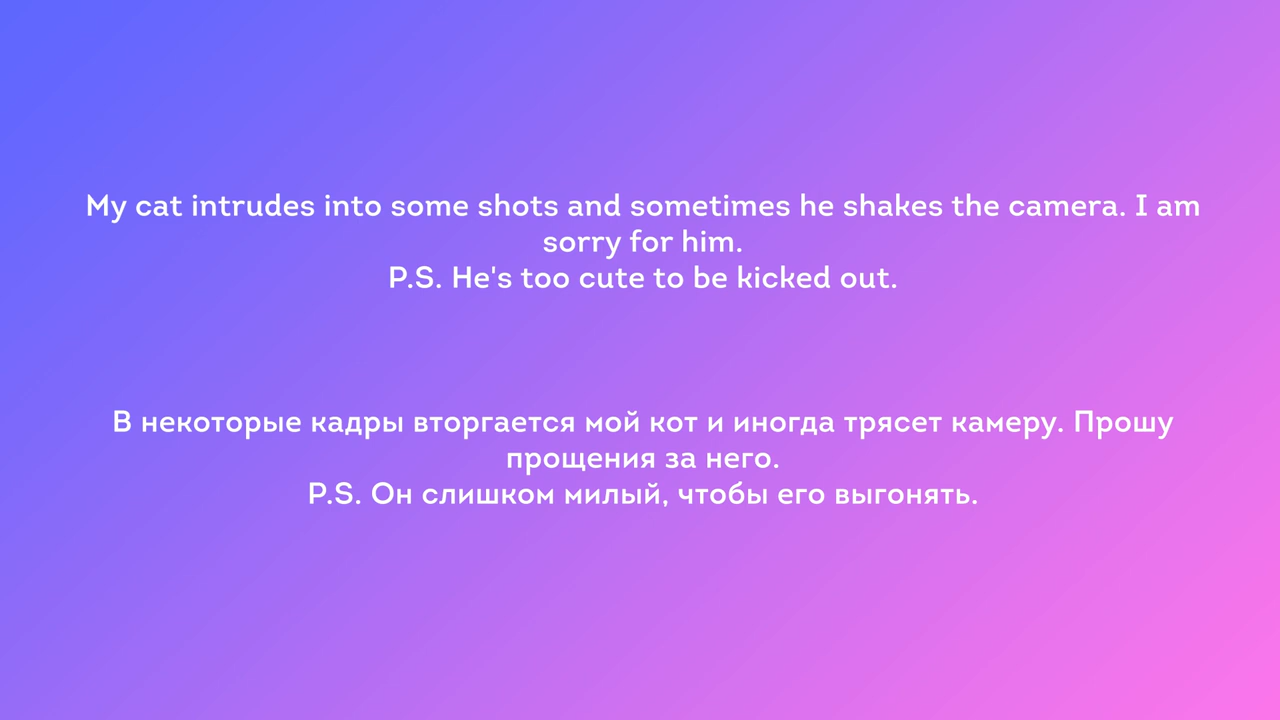 My cat intrudes into some shots and sometimes he shakes the camera. I am
sorry for him.
P.S. He's too cute to be kicked out.
В некоторые кадры вторгается мой кот и иногда трясет камеру. Прошу
прощения за него.
P.S. Он слишком милый, чтобы его выгонять.